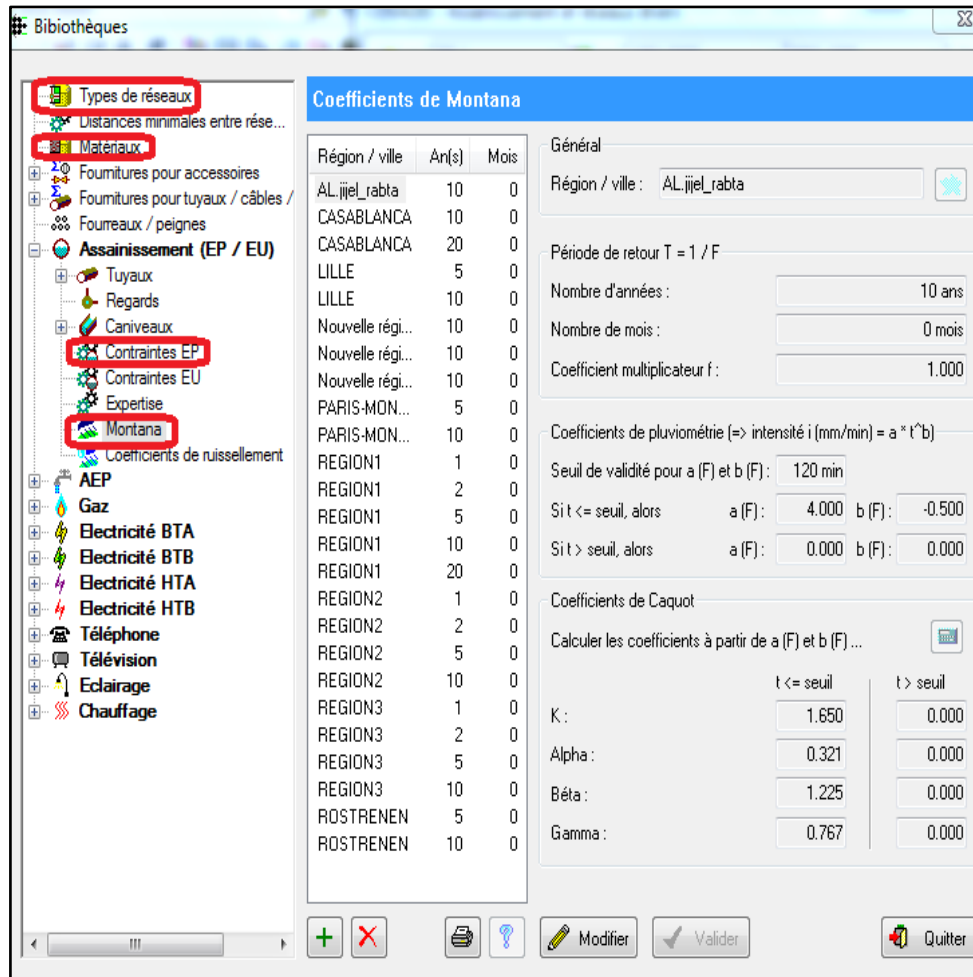 Bibiothèques
Types de réseaux
Distances minimales entre rése...
Matériaux
Fournitures pour accessoires
Fournitures pour tuyaux / câbles /
Fourreaux / peignes
Assainissement (EP / EU)
Tuyaux
Regards
Caniveaux
Contraintes EP
Contraintes EU
Expertise
Montana
Coefficients de ruissellement
AEP
Gaz
Electricité BTA
Electricité BTB
Electricité HTA
Electricité HTB
Téléphone
Télévision
Eclairage
Chauffage
Coefficients de Montana
Région / ville An(s) Mois
AL.jijel_rabta 10 0
CASABLANCA 10 0
CASABLANCA 20 0
LILLE 5 0
LILLE 10 0
Nouvelle régi... 10 0
Nouvelle régi... 10 0
Nouvelle régi... 10 0
PARIS-MON... 5 0
PARIS-MON... 10 0
REGION1 1 0
REGION1 2 0
REGION1 5 0
REGION1 10 0
REGION1 20 0
REGION2 1 0
REGION2 2 0
REGION2 5 0
REGION2 10 0
REGION3 1 0
REGION3 2 0
REGION3 5 0
REGION3 10 0
ROSTRENEN 5 0
ROSTRENEN 10 0
Général
Région / ville : AL.jijel_rabta
Période de retour T = 1 / F
Nombre d'années : 10 ans
Nombre de mois : 0 mois
Coefficient multiplicateur f : 1.000
Coefficients de pluviométrie (=> intensité i (mm/min) = a * t^b)
Seuil de validité pour a (F) et b (F) : 120 min
Si t <= seuil, alors a (F) : 4.000 b (F) : -0.500
Si t > seuil, alors a (F) : 0.000 b (F) : 0.000
Coefficients de Caquot
Calculer les coefficients à partir de a (F) et b (F) ...
t <= seuil t > seuil
K : 1.650 0.000
Alpha : 0.321 0.000
Béta : 1.225 0.000
Gamma : 0.767 0.000
Modifier Valider Quitter